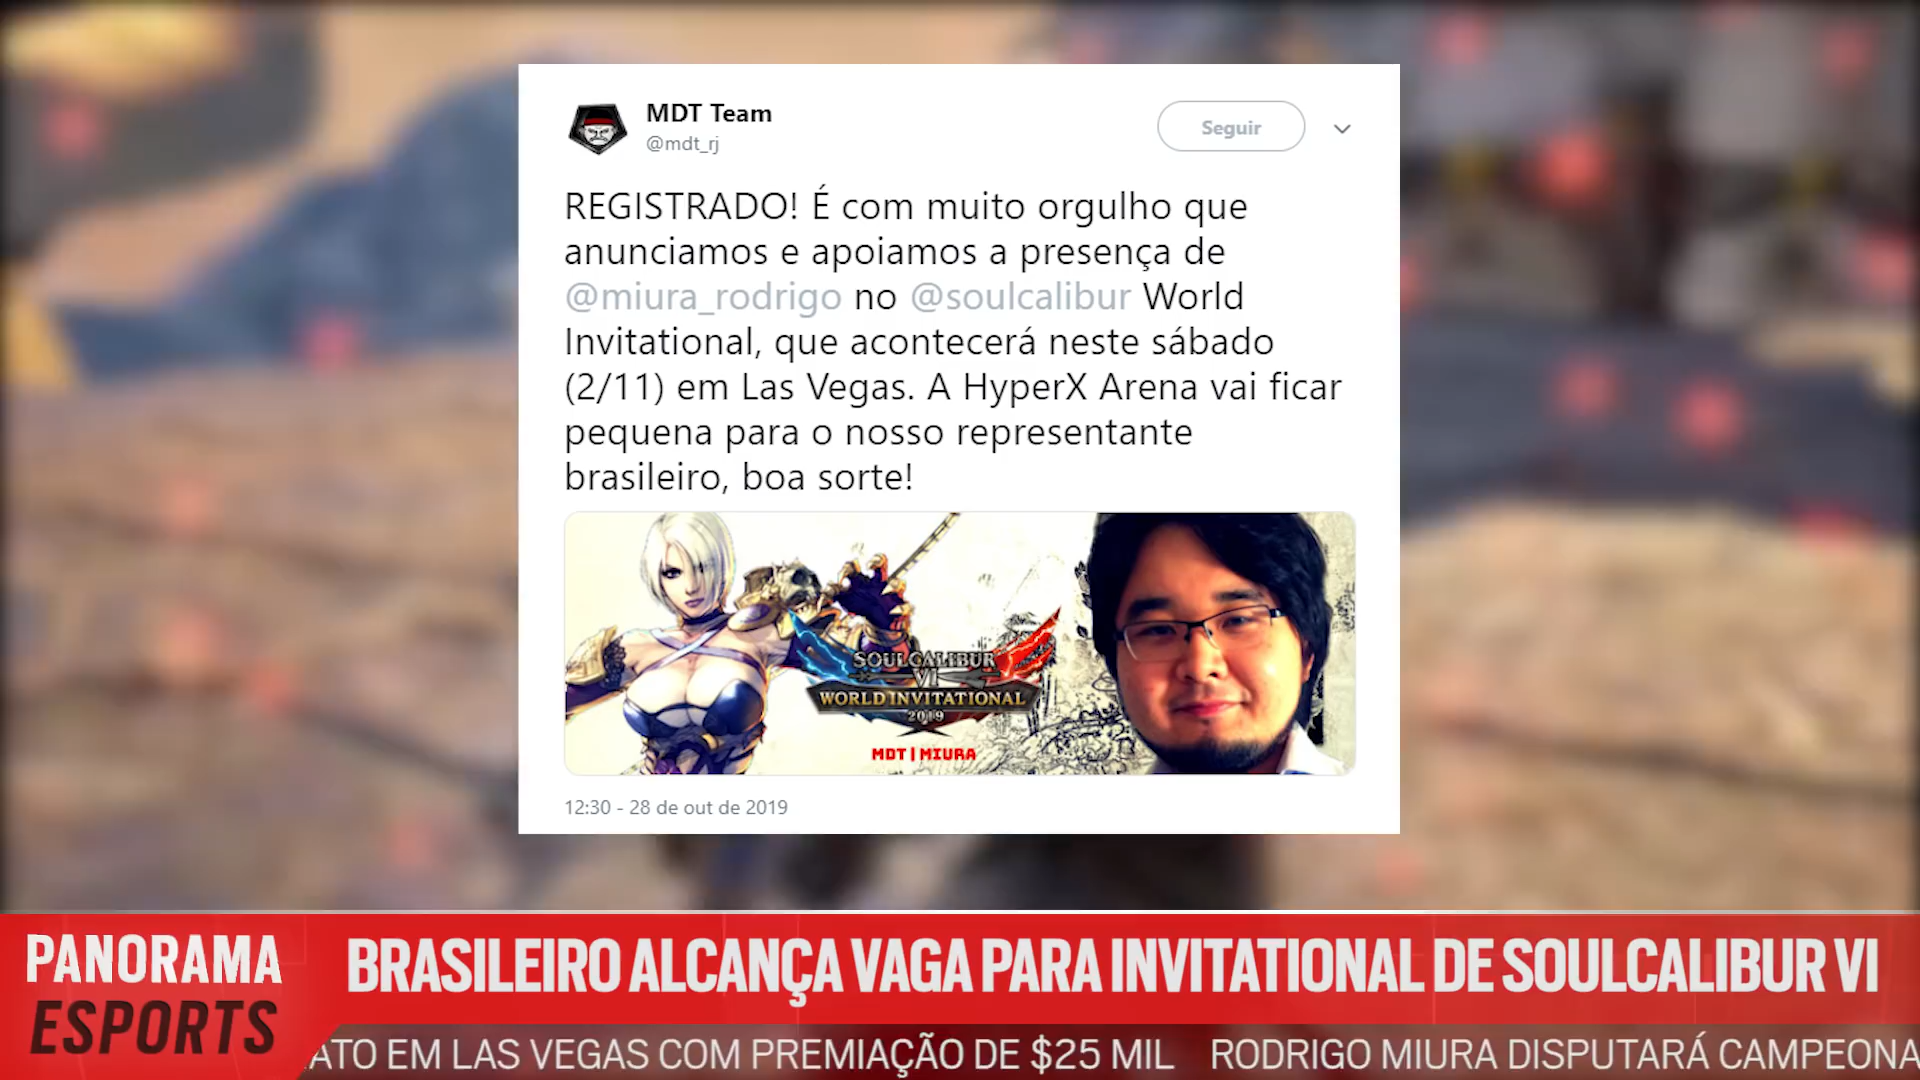 MDT Team
@mdt_rj
Seguir
REGISTRADO! É com muito orgulho que
anunciamos e apoiamos a presença de
@miura_rodrigo no @soulcalibur World
Invitational, que acontecerá neste sábado
(2/11) em Las Vegas. A HyperX Arena vai ficar
pequena para o nosso representante
brasileiro, boa sorte!
SOULCALIBUR
VI
WORLD INVITATIONAL
2019
MDT | MIURA
12:30 - 28 de out de 2019
PANORAMA
ESPORTS
BRASILEIRO ALCANÇA VAGA PARA INVITATIONAL DE SOULCALIBUR VI
ATO EM LAS VEGAS COM PREMIAÇÃO DE $25 MIL RODRIGO MIURA DISPUTARÁ CAMPEONA